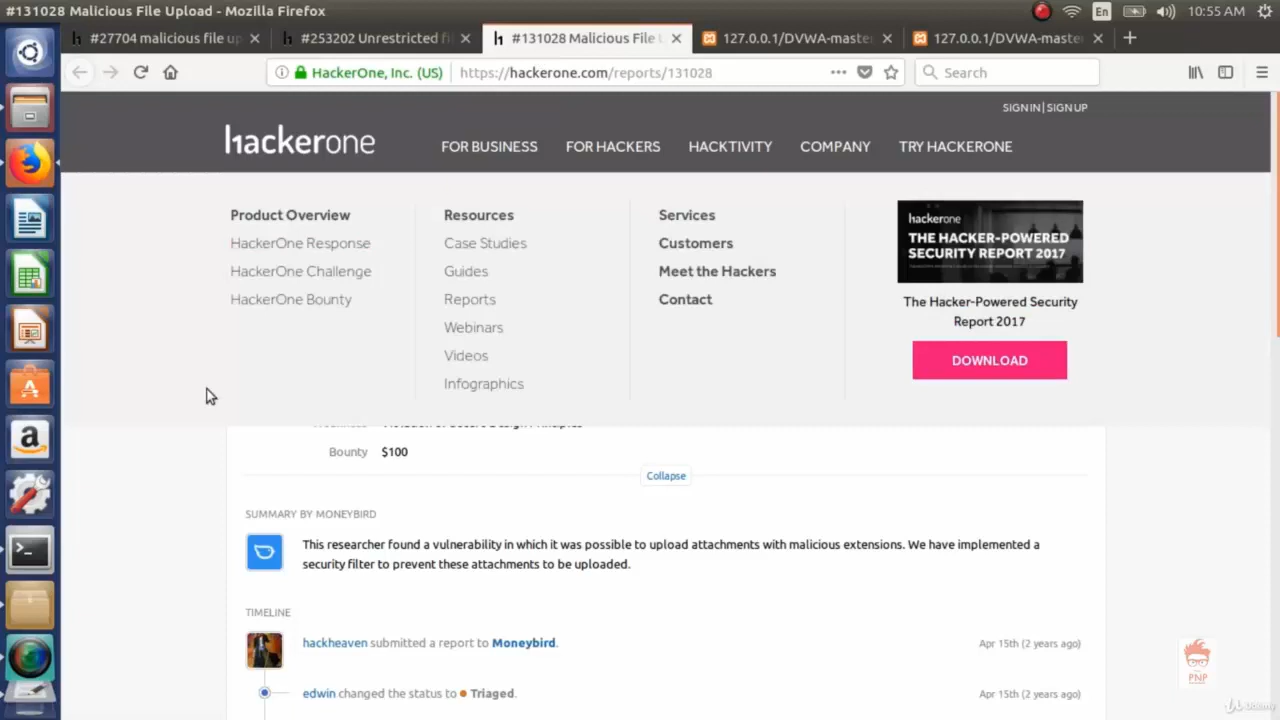 #131028 Malicious File Upload - Mozilla Firefox
En
10:55 AM
#27704 malicious file up
#253202 Unrestricted fi
#131028 Malicious File U
127.0.0.1/DVWA-master
127.0.0.1/DVWA-master
HackerOne, Inc. (US)
https://hackerone.com/reports/131028
Search
SIGN IN | SIGN UP
hackerone
FOR BUSINESS
FOR HACKERS
HACKTIVITY
COMPANY
TRY HACKERONE
Product Overview
HackerOne Response
HackerOne Challenge
HackerOne Bounty
Resources
Case Studies
Guides
Reports
Webinars
Videos
Infographics
Services
Customers
Meet the Hackers
Contact
hackerone
THE HACKER-POWERED
SECURITY REPORT 2017
The Hacker-Powered Security
Report 2017
DOWNLOAD
Bounty $100
Collapse
SUMMARY BY MONEYBIRD
This researcher found a vulnerability in which it was possible to upload attachments with malicious extensions. We have implemented a
security filter to prevent these attachments to be uploaded.
TIMELINE
hackheaven submitted a report to Moneybird.
Apr 15th (2 years ago)
edwin changed the status to Triaged.
Apr 15th (2 years ago)
PNP
Udemy